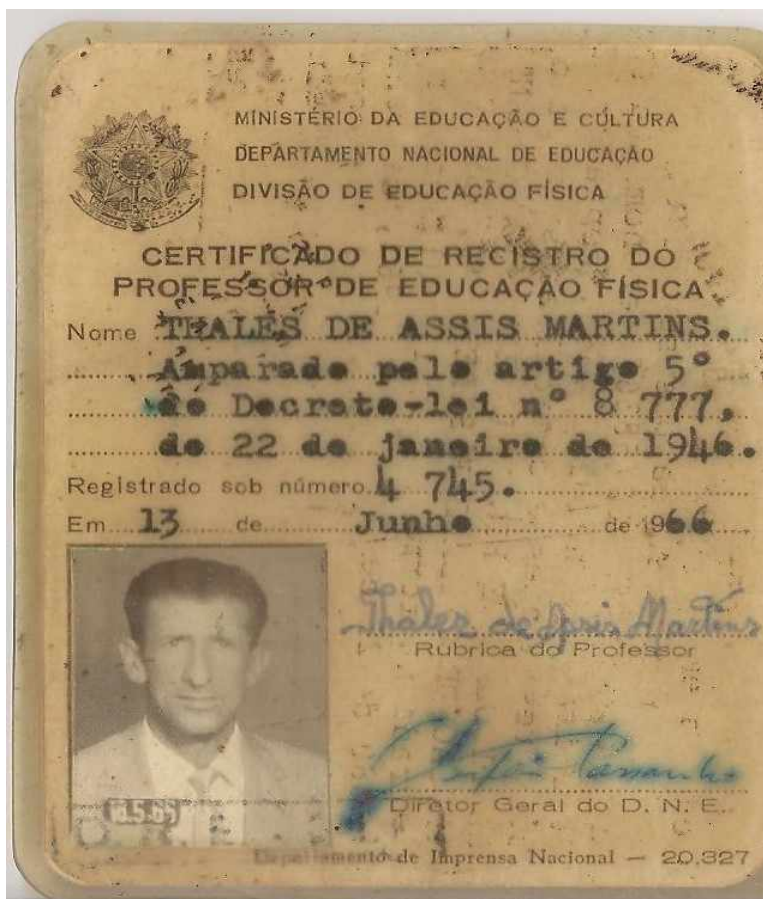 MINISTÉRIO DA EDUCAÇÃO E CULTURA
DEPARTAMENTO NACIONAL DE EDUCAÇÃO
DIVISÃO DE EDUCAÇÃO FÍSICA
CERTIFICADO DE REGISTRO DO
PROFESSOR DE EDUCAÇÃO FÍSICA
Nome THALES DE ASSIS MARTINS.
Amparado pelo artigo 5º
do Decreto-lei nº 8 777,
de 22 de janeiro de 1946.
Registrado sob número 4 745.
Em 13 de Junho de 1966
Thales de Assis Martins
Rubrica do Professor
Diretor Geral do D. N. E.
Departamento de Imprensa Nacional — 20.327